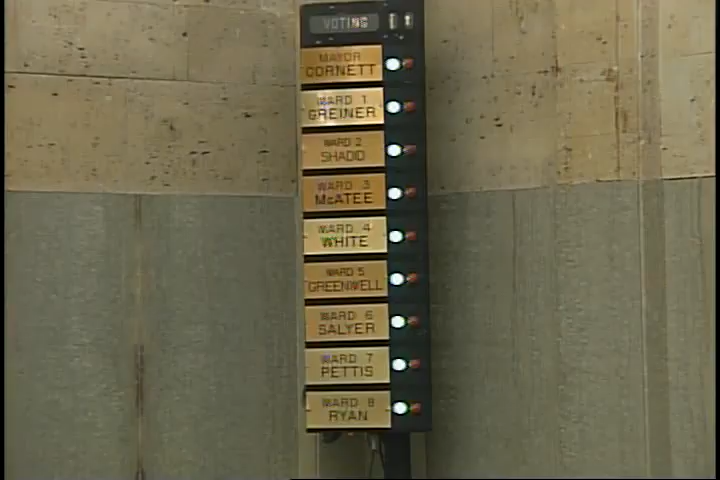 VOTING
MAYOR
CORNETT
WARD 1
GREINER
WARD 2
SHADID
WARD 3
McATEE
WARD 4
WHITE
WARD 5
GREENWELL
WARD 6
SALYER
WARD 7
PETTIS
WARD 8
RYAN